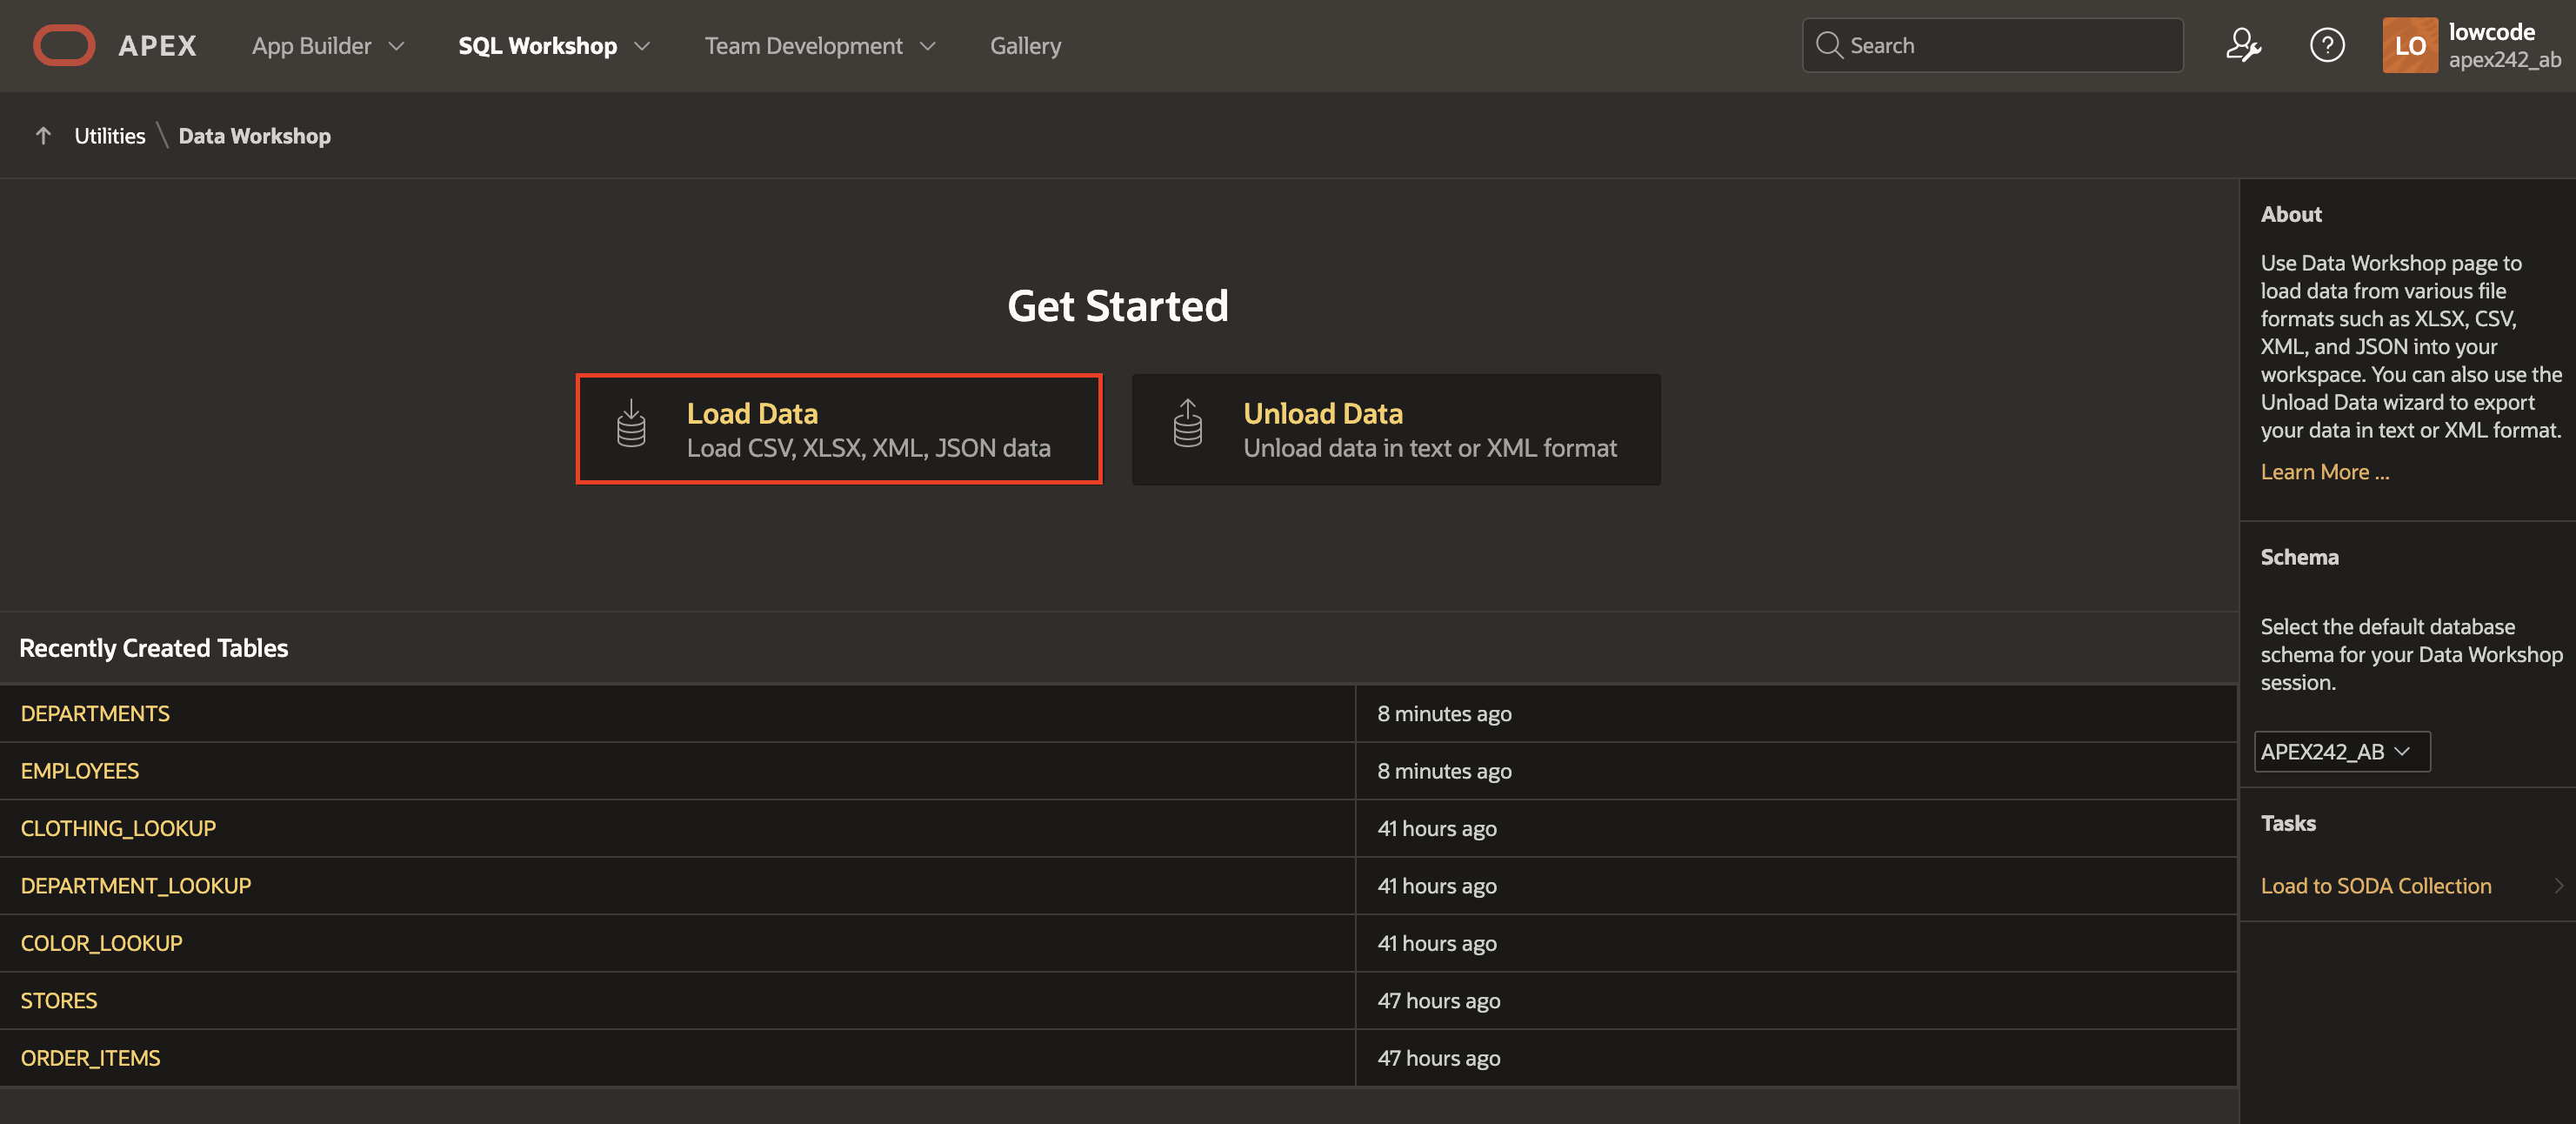 APEX
App Builder
SQL Workshop
Team Development
Gallery
Search
?
LO
lowcode
apex242_ab
Utilities \ Data Workshop
Get Started
Load Data
Load CSV, XLSX, XML, JSON data
Unload Data
Unload data in text or XML format
Recently Created Tables
DEPARTMENTS 8 minutes ago
EMPLOYEES 8 minutes ago
CLOTHING_LOOKUP 41 hours ago
DEPARTMENT_LOOKUP 41 hours ago
COLOR_LOOKUP 41 hours ago
STORES 47 hours ago
ORDER_ITEMS 47 hours ago
About
Use Data Workshop page to
load data from various file
formats such as XLSX, CSV,
XML, and JSON into your
workspace. You can also use the
Unload Data wizard to export
your data in text or XML format.
Learn More ...
Schema
Select the default database
schema for your Data Workshop
session.
APEX242_AB
Tasks
Load to SODA Collection